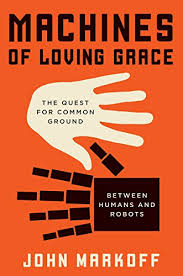 MACHINES
OF LOVING GRACE
THE QUEST
FOR COMMON
GROUND
BETWEEN
HUMANS AND
ROBOTS
JOHN MARKOFF